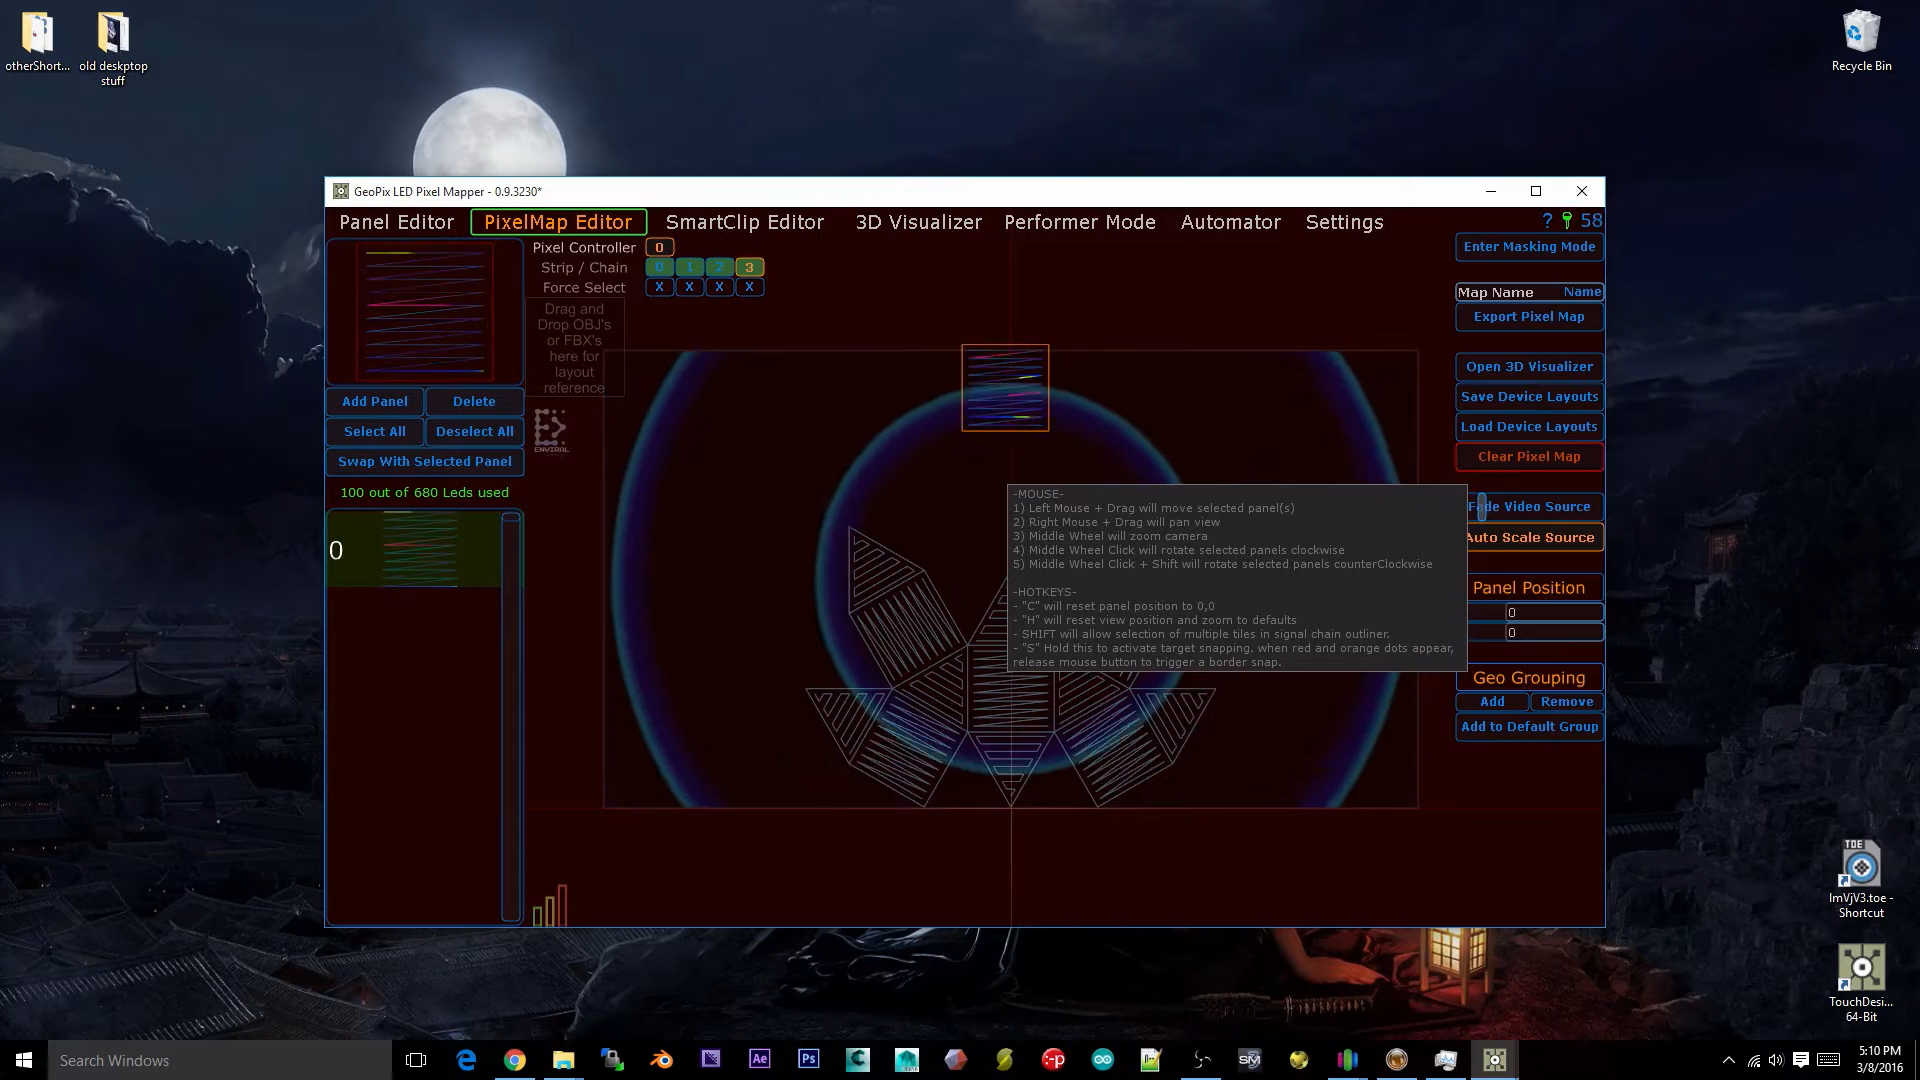 otherShort...
old deskptop
stuff
Recycle Bin
GeoPix LED Pixel Mapper - 0.9.3230*
Panel Editor
PixelMap Editor
SmartClip Editor
3D Visualizer
Performer Mode
Automator
Settings
? 58
Pixel Controller 0
Strip / Chain 0 1 2 3
Force Select X X X X
Drag and
Drop OBJ's
or FBX's
here for
layout
reference
ENVIRAL
Add Panel
Delete
Select All
Deselect All
Swap With Selected Panel
100 out of 680 Leds used
0
Enter Masking Mode
Map Name Name
Export Pixel Map
Open 3D Visualizer
Save Device Layouts
Load Device Layouts
Clear Pixel Map
Fade Video Source
Auto Scale Source
Panel Position
0
0
Geo Grouping
Add
Remove
Add to Default Group
-MOUSE-
1) Left Mouse + Drag will move selected panel(s)
2) Right Mouse + Drag will pan view
3) Middle Wheel will zoom camera
4) Middle Wheel Click will rotate selected panels clockwise
5) Middle Wheel Click + Shift will rotate selected panels counterClockwise
-HOTKEYS-
- "C" will reset panel position to 0,0
- "H" will reset view position and zoom to defaults
- SHIFT will allow selection of multiple tiles in signal chain outliner.
- "S" Hold this to activate target snapping. when red and orange dots appear,
release mouse button to trigger a border snap.
TOE
ImVjV3.toe -
Shortcut
TouchDesi...
64-Bit
Search Windows
Ae
Ps
:-p
SM
5:10 PM
3/8/2016